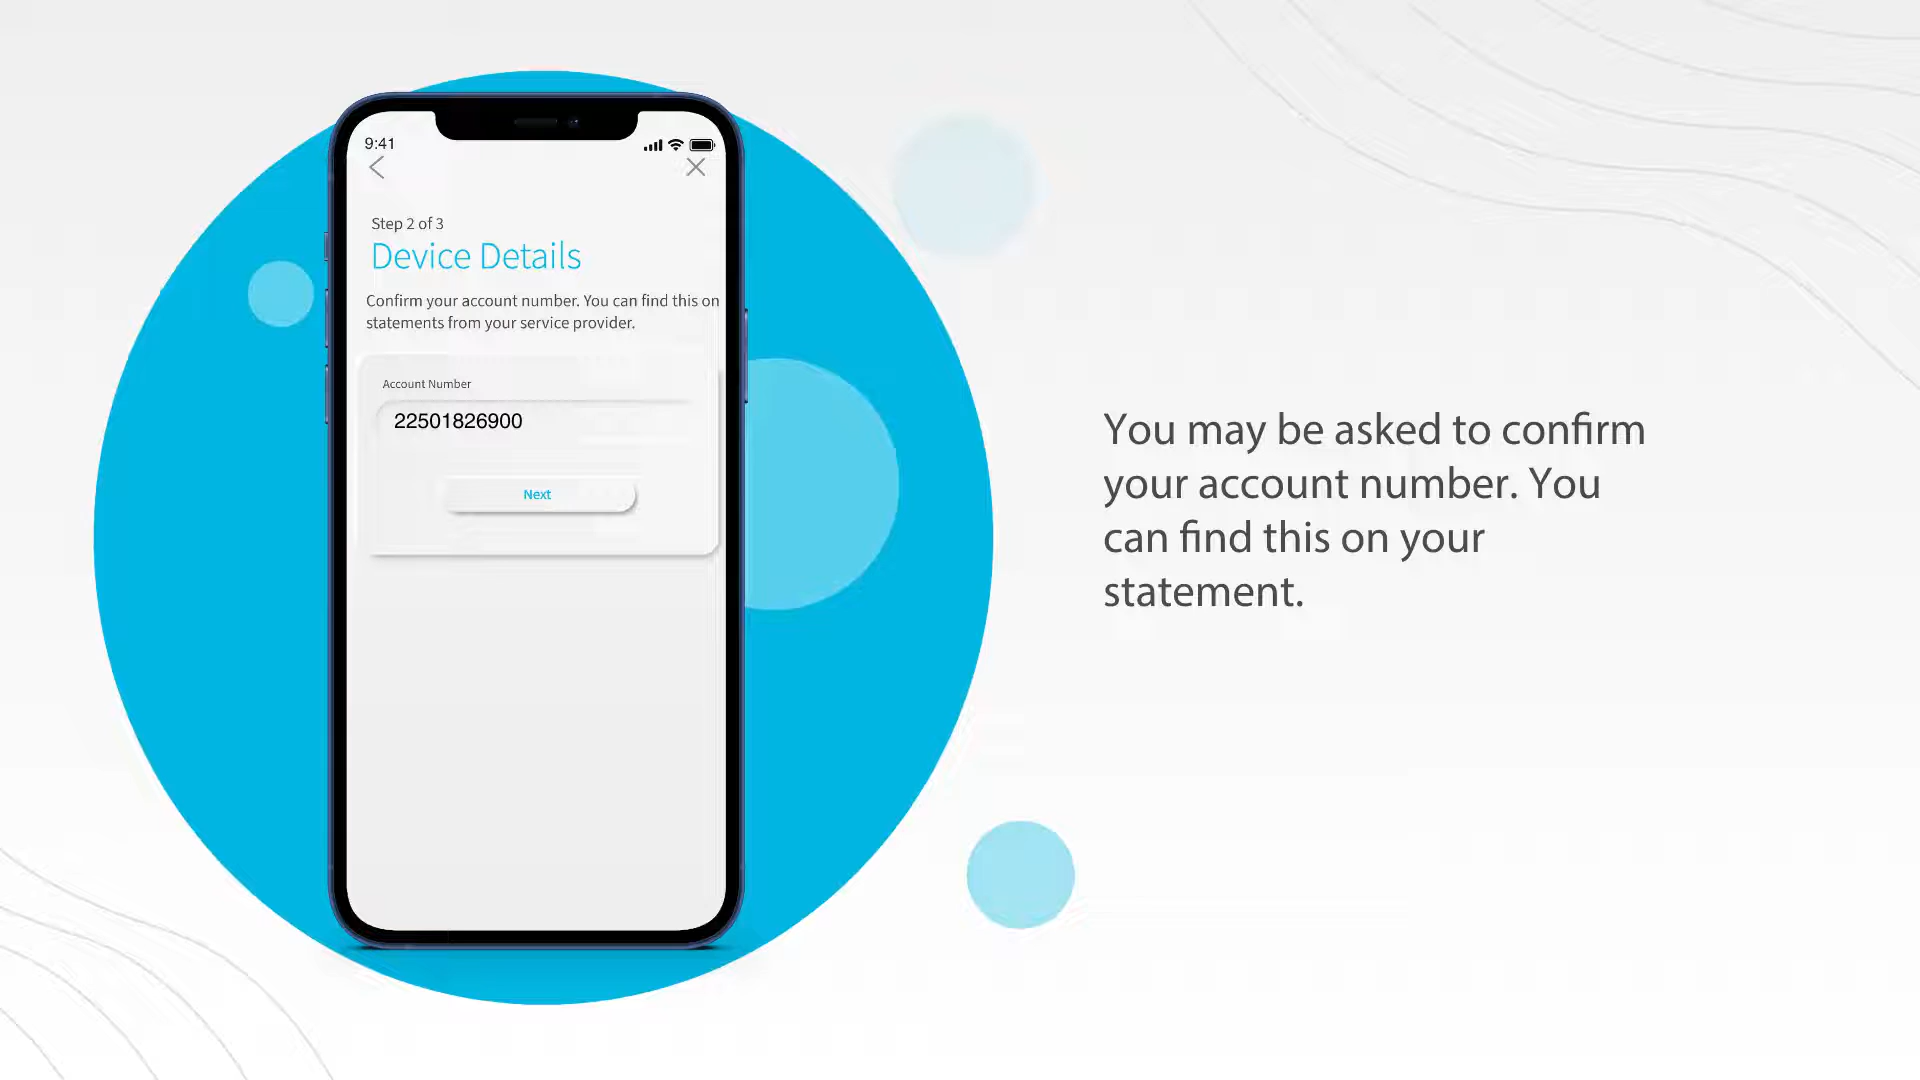 9:41
Step 2 of 3
Device Details
Confirm your account number. You can find this on
statements from your service provider.
Account Number
22501826900
Next
You may be asked to confirm
your account number. You
can find this on your
statement.